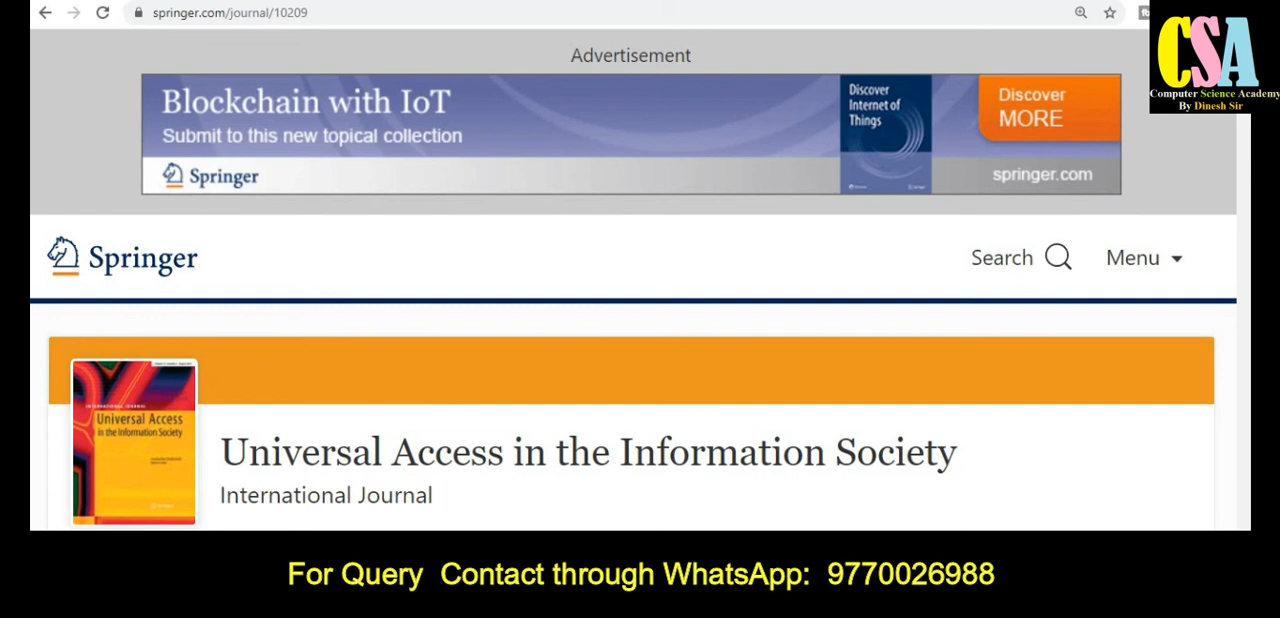 springer.com/journal/10209
CSA
Computer Science Academy
By Dinesh Sir
Advertisement
Blockchain with IoT
Submit to this new topical collection
Springer
Discover
Internet of
Things
Discover
MORE
springer.com
Springer
Search
Menu
Universal Access
in the Information Society
Universal Access in the Information Society
International Journal
For Query Contact through WhatsApp: 9770026988